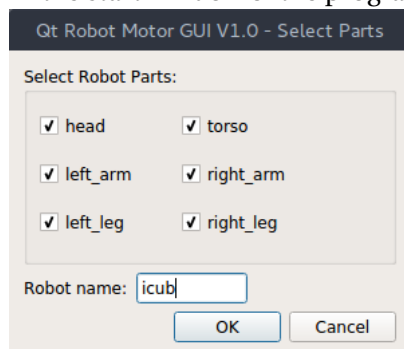 Qt Robot Motor GUI V1.0 - Select Parts
Select Robot Parts:
head torso
left_arm right_arm
left_leg right_leg
Robot name: icub
OK Cancel